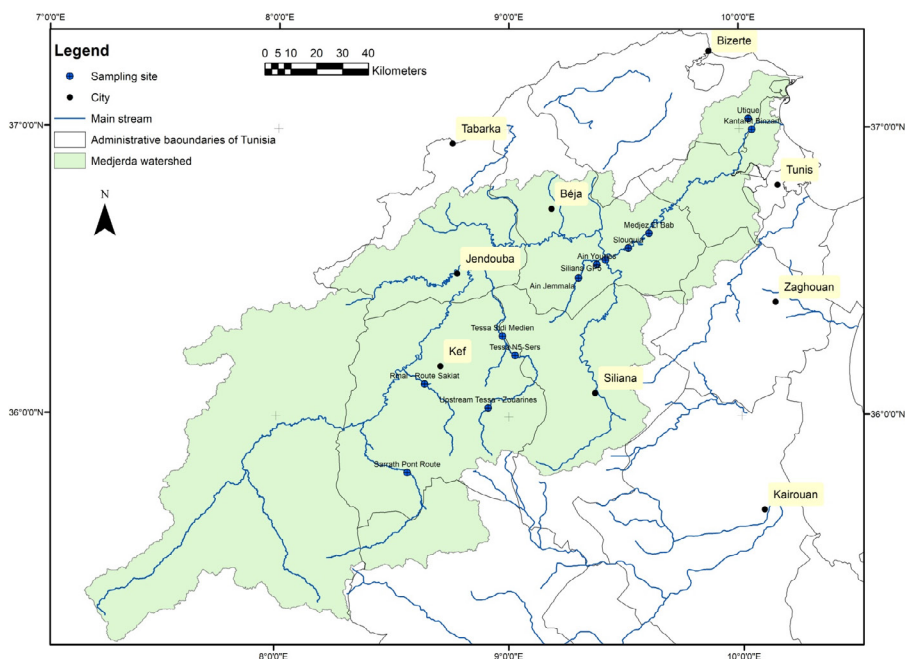 7°0'0"E
8°0'0"E
9°0'0"E
10°0'0"E
Legend
Sampling site
City
Main stream
Administrative baoundaries of Tunisia
Medjerda watershed
0 5 10 20 30 40
Kilometers
N
Bizerte
Utique
Kantaret Binzart
37°0'0"N
37°0'0"N
Tabarka
Tunis
Béja
Medjez El Bab
Slouguia
Ain Younes
Siliana GP5
Ain Jemmala
Jendouba
Zaghouan
Tessa Sidi Medien
Tessa N5-Sers
Kef
Rmal - Route Sakiat
Siliana
Upstream Tessa - Zouarines
36°0'0"N
36°0'0"N
Sarrath Pont Route
Kairouan
8°0'0"E
9°0'0"E
10°0'0"E